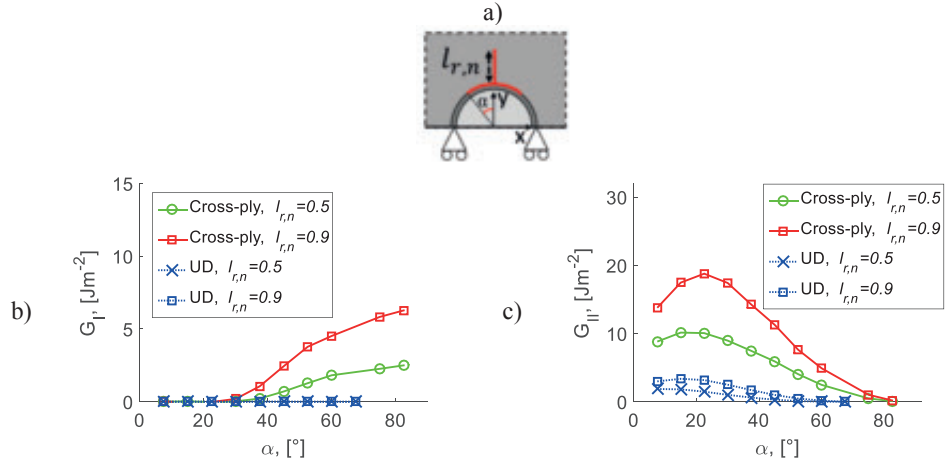 a)
l_{r,n}
α
y
x
b)
G_I, [Jm^{-2}]
15
10
5
0
Cross-ply, l_{r,n}=0.5
Cross-ply, l_{r,n}=0.9
UD, l_{r,n}=0.5
UD, l_{r,n}=0.9
0 20 40 60 80
α, [°]
c)
G_{II}, [Jm^{-2}]
30
20
10
0
Cross-ply, l_{r,n}=0.5
Cross-ply, l_{r,n}=0.9
UD, l_{r,n}=0.5
UD, l_{r,n}=0.9
0 20 40 60 80
α, [°]